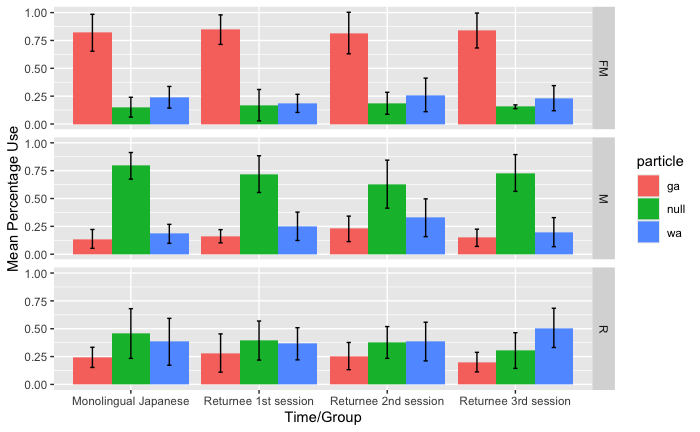 1.00
0.75
0.50
0.25
0.00
FM
1.00
0.75
0.50
0.25
0.00
M
1.00
0.75
0.50
0.25
0.00
R
Mean Percentage Use
Monolingual Japanese Returnee 1st session Returnee 2nd session Returnee 3rd session
Time/Group
particle
ga
null
wa